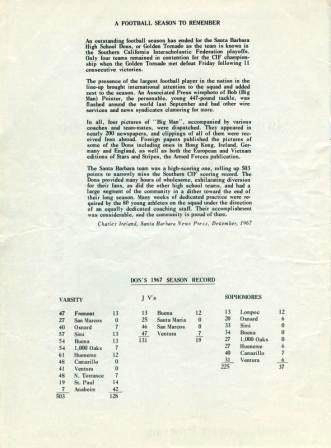 A FOOTBALL SEASON TO REMEMBER
An outstanding football season has ended for the Santa Barbara
High School Dons, or Golden Tornado as the team is known in
the Southern California Interscholastic Federation playoffs.
Only four teams remained in contention for the CIF champion-
ship when the Golden Tornado met defeat Friday following 11
consecutive victories.
The presence of the largest football player in the nation in the
line-up brought international attention to the squad and added
zest to the season. An Associated Press wirephoto of Bob (Big
Man) Pointer, the personable, young 447-pound tackle, was
flashed around the world last September and had other wire
services and news syndicates clamoring for more.
In all, four pictures of "Big Man", accompanied by various
coaches and team-mates, were dispatched. They appeared in
nearly 200 newspapers, and clippings of all of them were rec-
eived from abroad. Foreign papers published the pictures of
some of the Dons including ones in Hong Kong, Ireland, Ger-
many and England, as well as both the European and Vietnam
editions of Stars and Stripes, the Armed Forces publication.
The Santa Barbara team was a high-scoring one, rolling up 503
points to narrowly miss the Southern CIF scoring record. The
Dons provided many hours of wholesome, exhilarating diversion
for their fans, as did the other high school teams, and had a
large segment of the community in a dither toward the end of
their long season. Many weeks of dedicated practice were re-
quired by the 60 young athletes on the squad under the direction
of an equally dedicated coaching staff. Their accomplishment
was considerable, and the community is proud of them.
Charles Ireland, Santa Barbara News Press, December, 1967
DON'S 1967 SEASON RECORD
VARSITY
47 Fremont 13
27 San Marcos 0
40 Oxnard 7
57 Simi 13
54 Buena 13
54 1,000 Oaks 7
61 Hueneme 12
48 Camarillo 0
41 Ventura 0
48 N. Torrance 7
19 St. Paul 14
7 Anaheim 42
503 128
J V's
13 Buena 12
25 Santa Maria 0
46 San Marcos 0
47 Ventura 7
131 19
SOPHOMORES
13 Lompoc 12
20 Oxnard 6
33 Simi 0
34 Buena 0
27 1,000 Oaks 0
27 Hueneme 6
40 Camarillo 7
31 Ventura 6
225 37